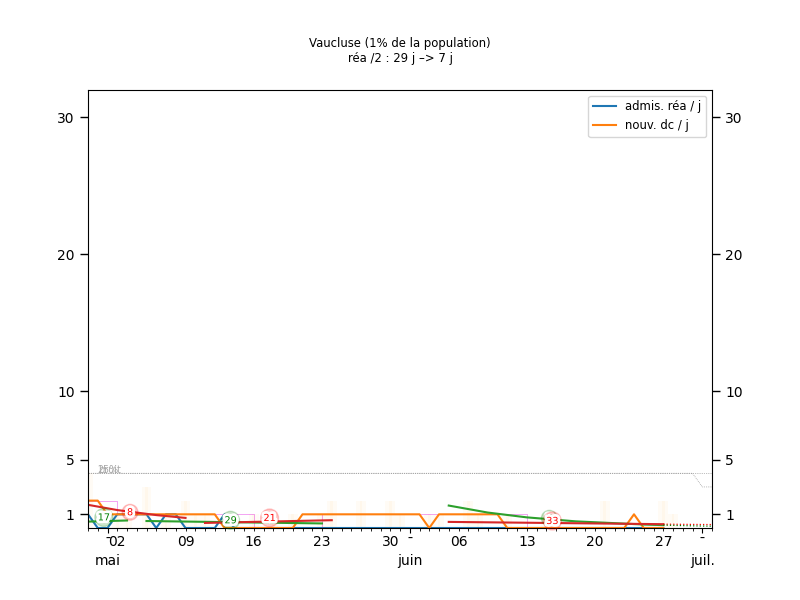 Vaucluse (1% de la population)
réa /2 : 29 j –> 7 j
admis. réa / j
nouv. dc / j
30 30
20 20
10 10
5 5
1 1
17 8 29 21 33
02 09 16 23 30 - 06 13 20 27 -
mai juin juil.